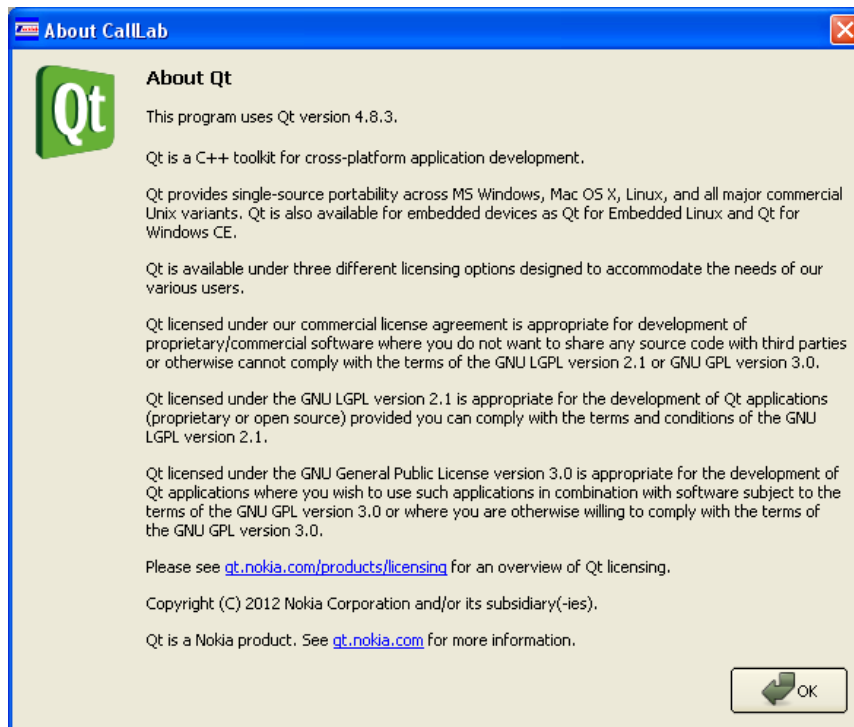 About CallLab
Qt
About Qt
This program uses Qt version 4.8.3.
Qt is a C++ toolkit for cross-platform application development.
Qt provides single-source portability across MS Windows, Mac OS X, Linux, and all major commercial
Unix variants. Qt is also available for embedded devices as Qt for Embedded Linux and Qt for
Windows CE.
Qt is available under three different licensing options designed to accommodate the needs of our
various users.
Qt licensed under our commercial license agreement is appropriate for development of
proprietary/commercial software where you do not want to share any source code with third parties
or otherwise cannot comply with the terms of the GNU LGPL version 2.1 or GNU GPL version 3.0.
Qt licensed under the GNU LGPL version 2.1 is appropriate for the development of Qt applications
(proprietary or open source) provided you can comply with the terms and conditions of the GNU
LGPL version 2.1.
Qt licensed under the GNU General Public License version 3.0 is appropriate for the development of
Qt applications where you wish to use such applications in combination with software subject to the
terms of the GNU GPL version 3.0 or where you are otherwise willing to comply with the terms of
the GNU GPL version 3.0.
Please see qt.nokia.com/products/licensing for an overview of Qt licensing.
Copyright (C) 2012 Nokia Corporation and/or its subsidiary(-ies).
Qt is a Nokia product. See qt.nokia.com for more information.
OK